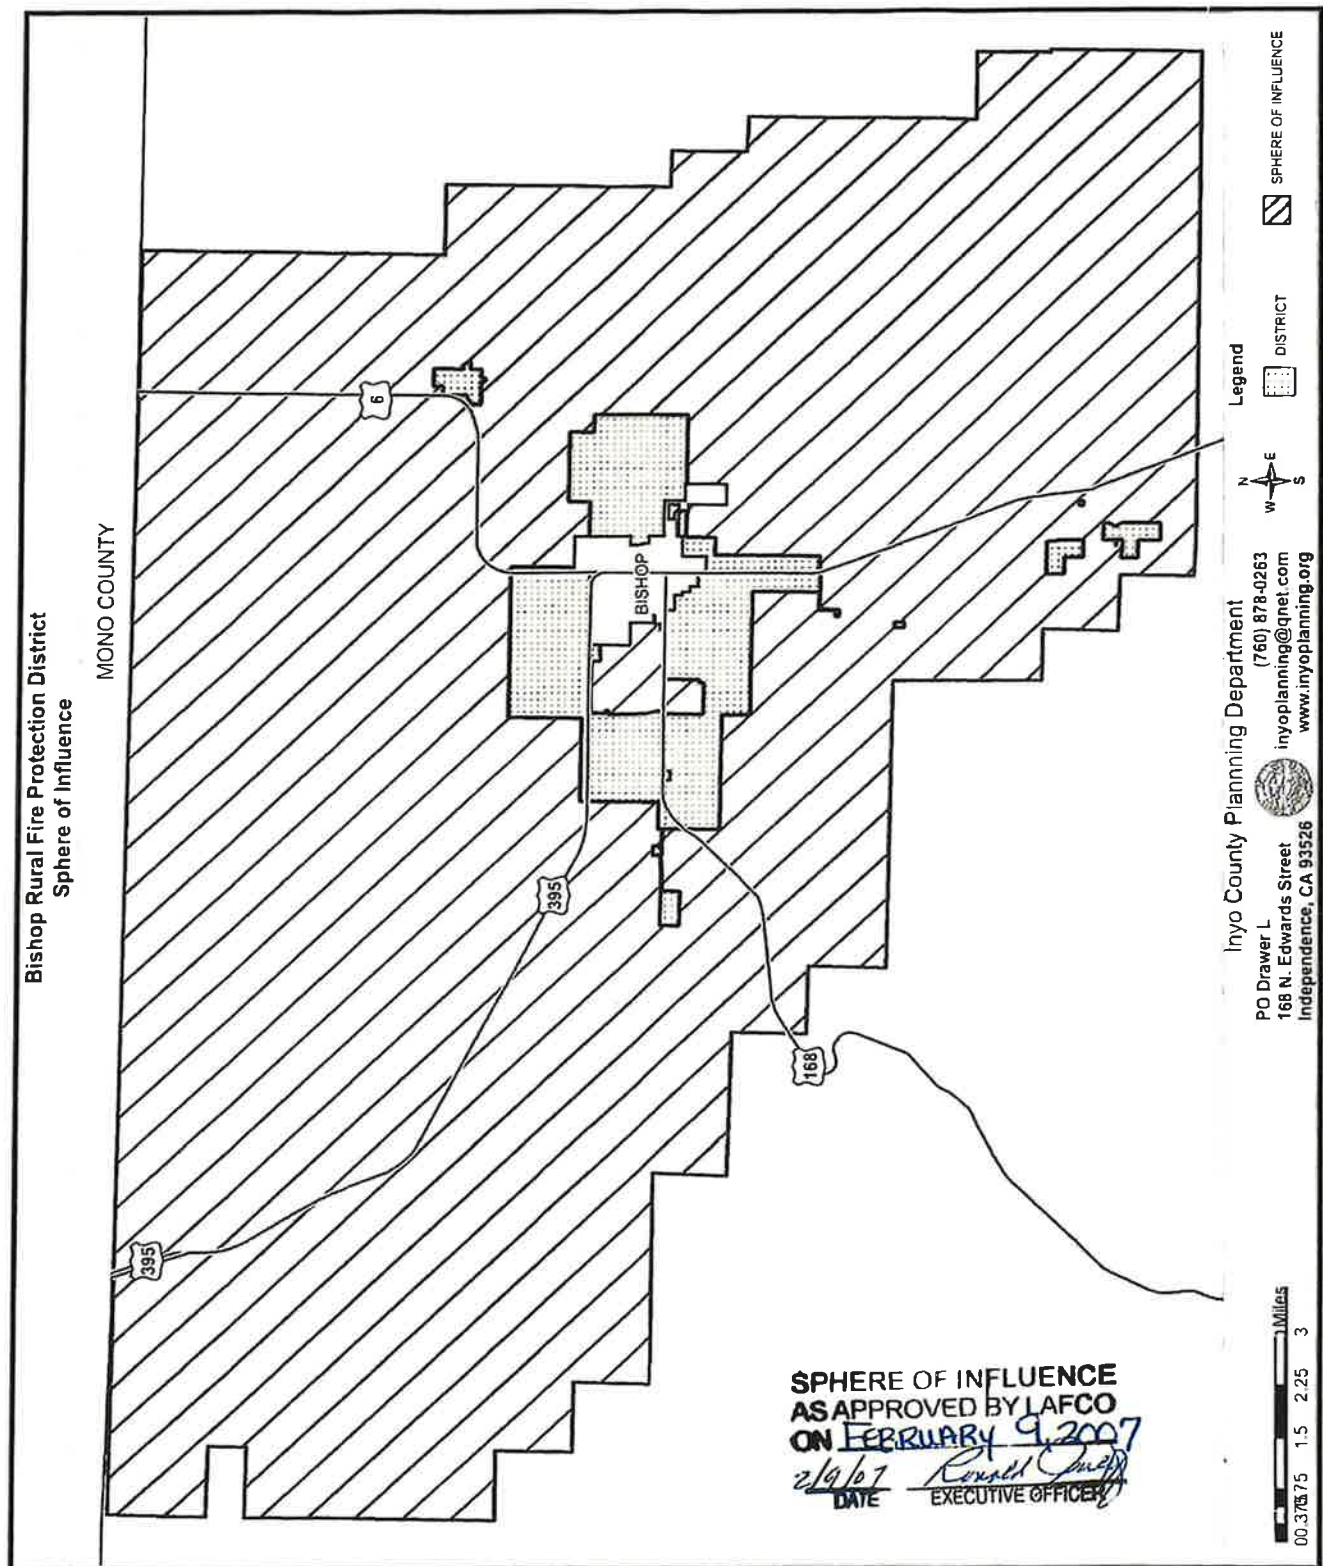 Bishop Rural Fire Protection District
Sphere of Influence
MONO COUNTY
395
6
395
BISHOP
168
SPHERE OF INFLUENCE
AS APPROVED BY LAFCO
ON FEBRUARY 9, 2007
2/9/07
DATE EXECUTIVE OFFICER
Miles
1.5 2.25 3
Inyo County Plannning Department
PO Drawer L
168 N. Edwards Street
Independence, CA 93526
(760) 878-0263
inyoplanning@qnet.com
www.inyoplanning.org
N
W E
S
Legend
DISTRICT
SPHERE OF INFLUENCE